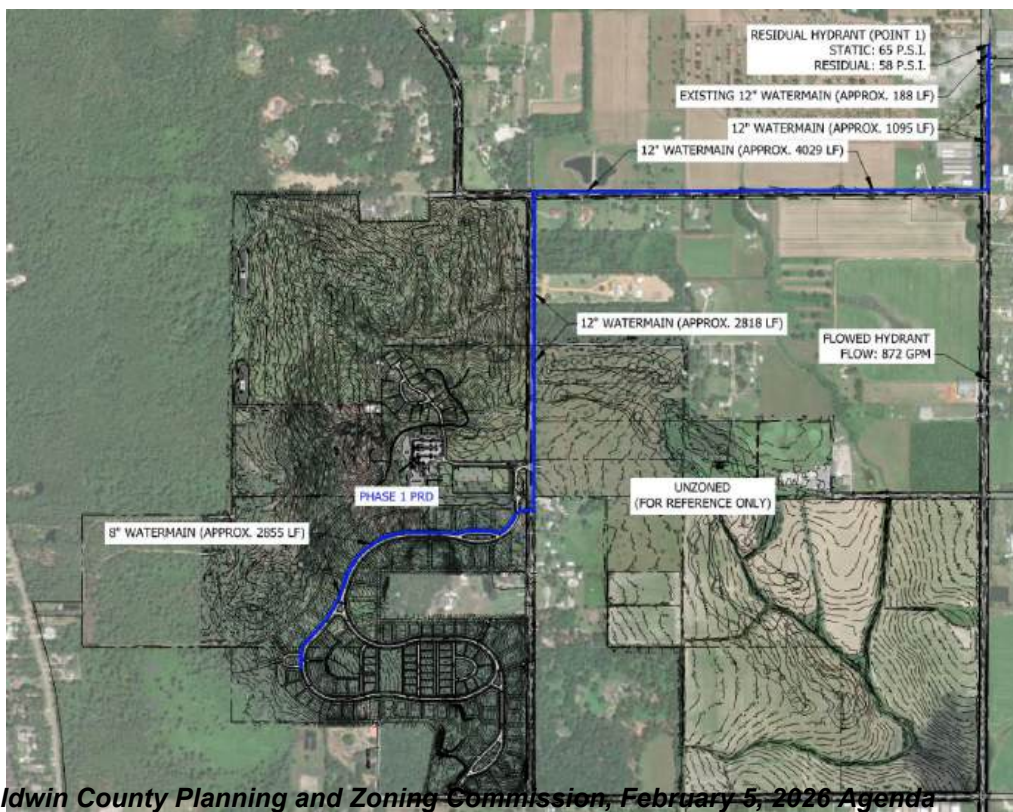 RESIDUAL HYDRANT (POINT 1)
STATIC: 65 P.S.I.
RESIDUAL: 58 P.S.I.
EXISTING 12" WATERMAIN (APPROX. 188 LF)
12" WATERMAIN (APPROX. 1095 LF)
12" WATERMAIN (APPROX. 4029 LF)
12" WATERMAIN (APPROX. 2818 LF)
FLOWED HYDRANT
FLOW: 872 GPM
PHASE 1 PRD
UNZONED
(FOR REFERENCE ONLY)
8" WATERMAIN (APPROX. 2855 LF)
ldwin County Planning and Zoning Commission, February 5, 2026 Agenda